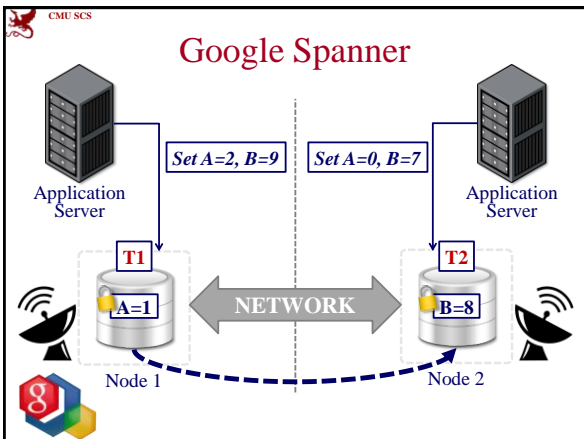 CMU SCS
Google Spanner
Set A=2, B=9
Set A=0, B=7
Application
Server
Application
Server
T1
T2
A=1
NETWORK
B=8
Node 1
Node 2
g